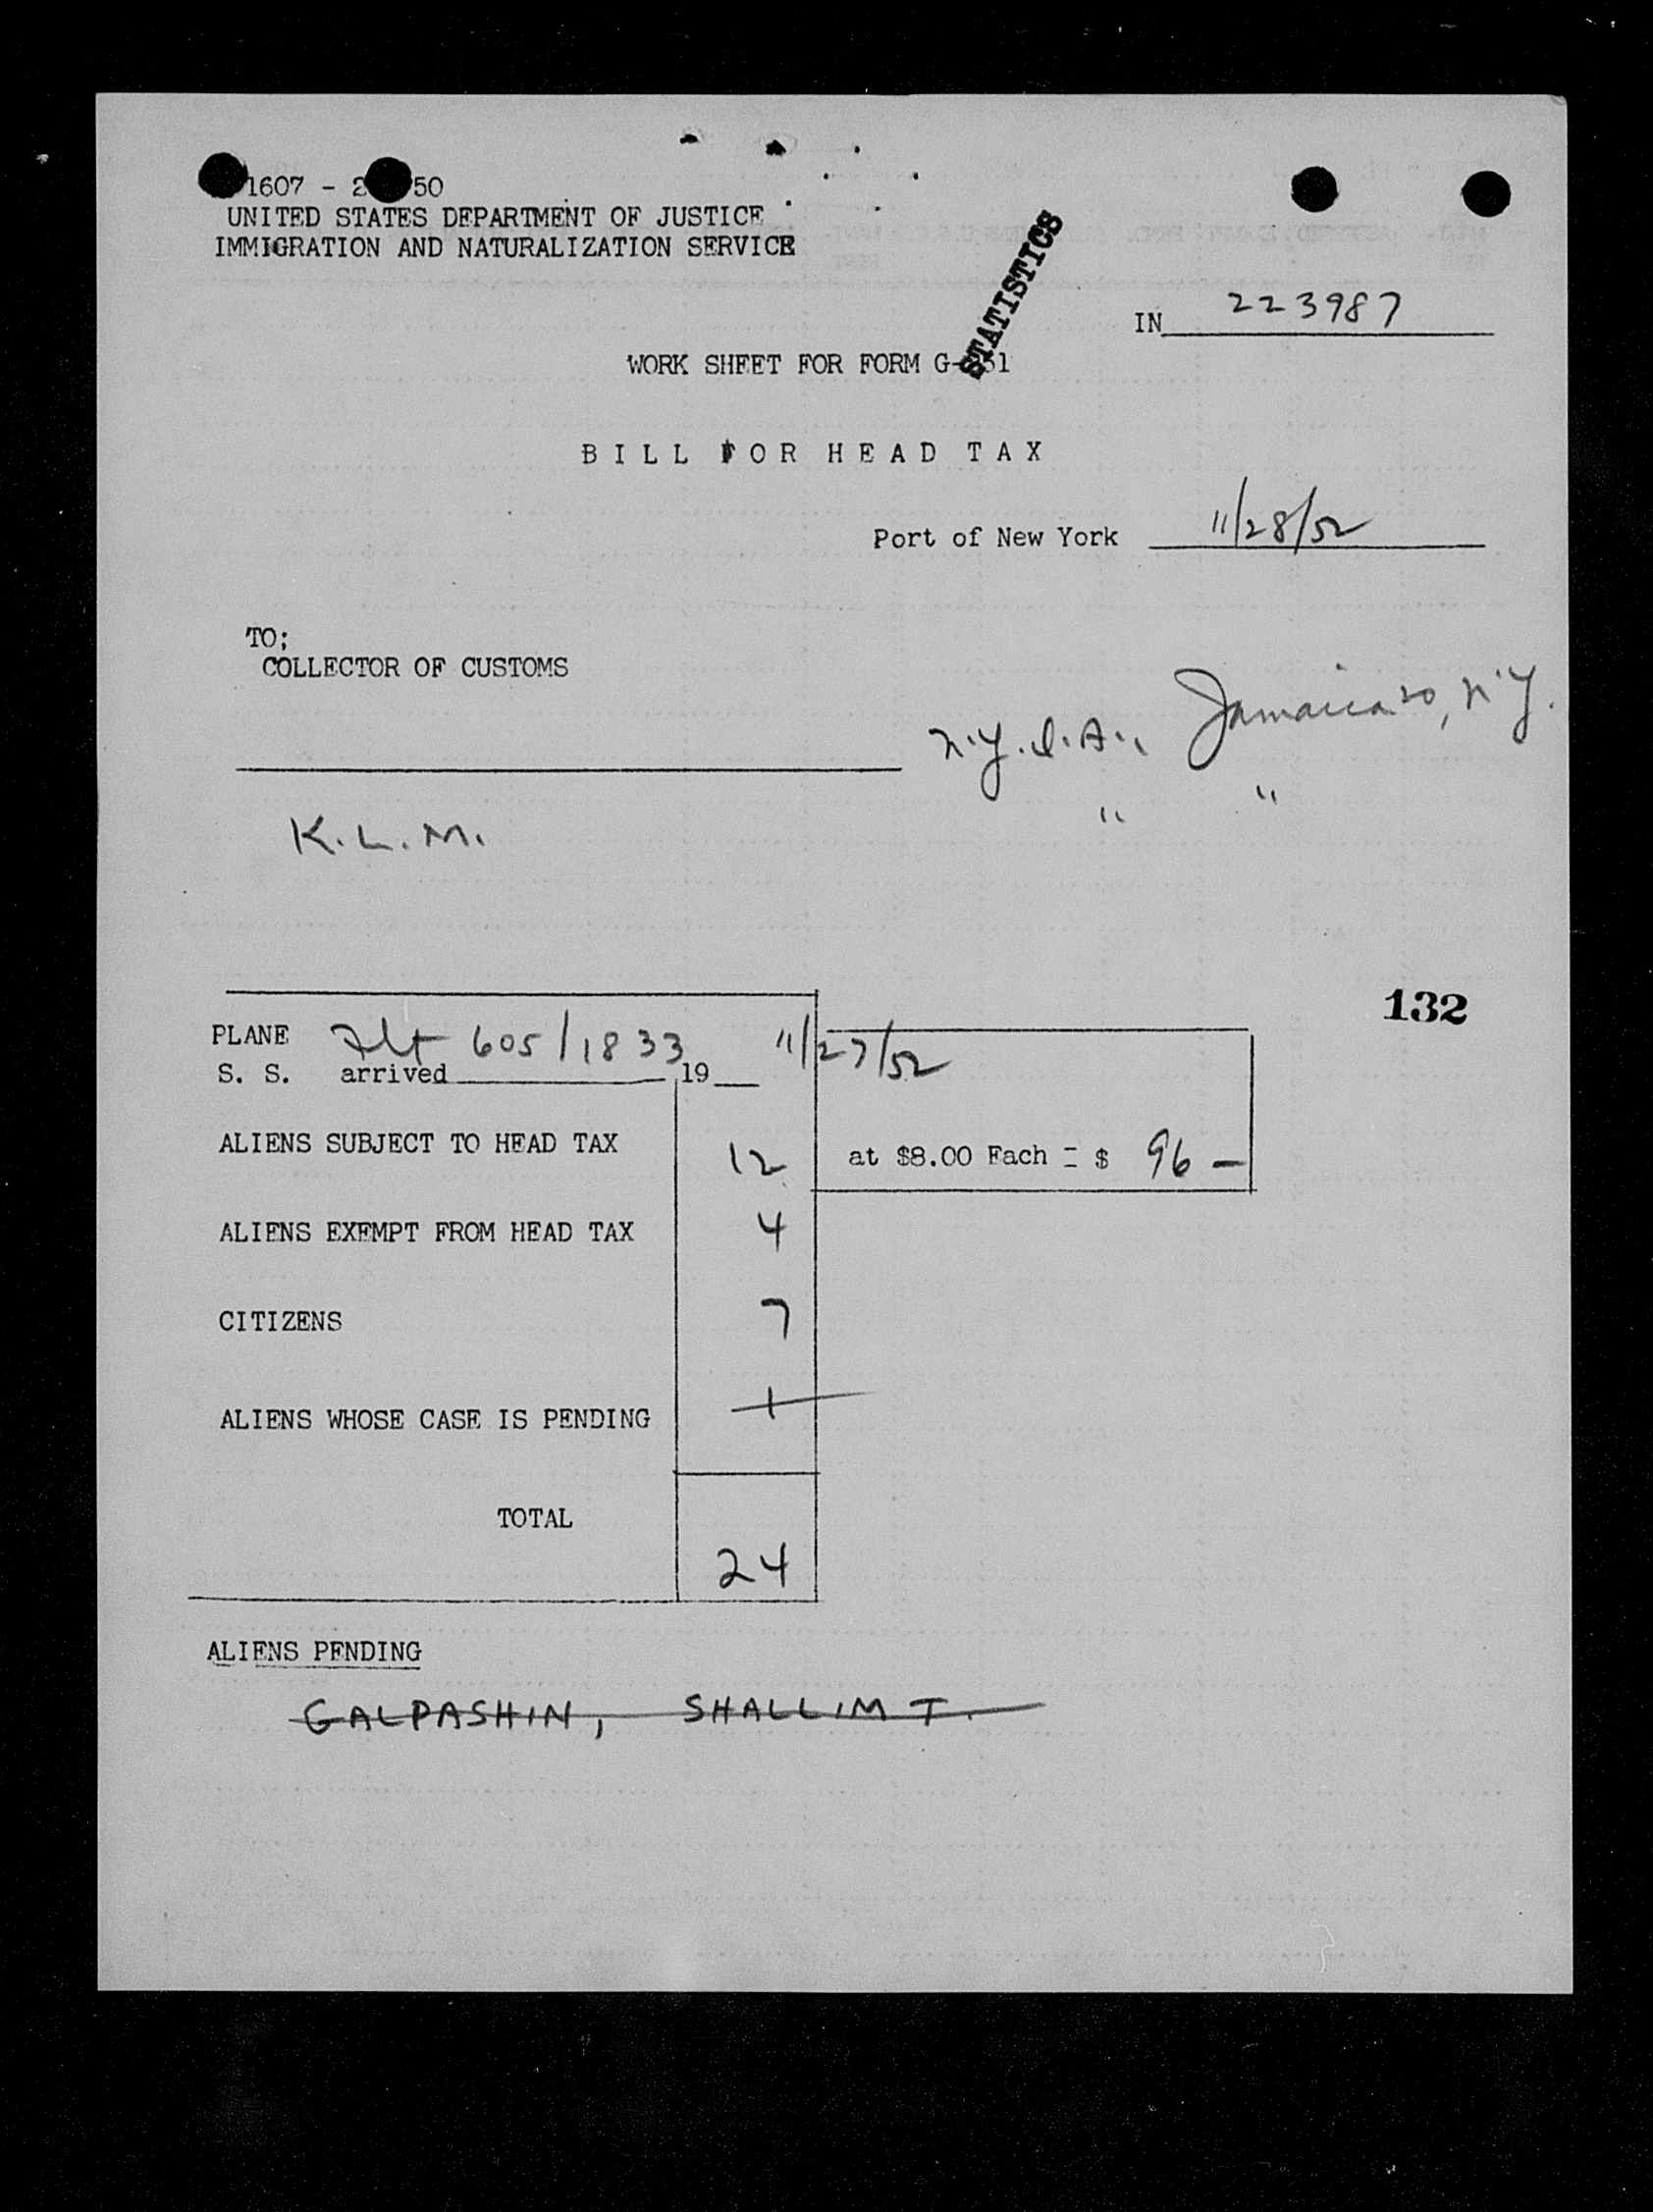 1607 - 2 50
UNITED STATES DEPARTMENT OF JUSTICE
IMMIGRATION AND NATURALIZATION SERVICE
STATISTICS
IN 223987
WORK SHEET FOR FORM G- 51
BILL FOR HEAD TAX
Port of New York 11/28/52
TO;
COLLECTOR OF CUSTOMS
N.Y.I.A., Jamaica 20, N.Y.
" "
K.L.M.
132
PLANE Flt 605/1833 11/27/52
S. S. arrived 19
ALIENS SUBJECT TO HEAD TAX 12 at $8.00 Each = $ 96 —
ALIENS EXEMPT FROM HEAD TAX 4
CITIZENS 7
ALIENS WHOSE CASE IS PENDING 1
TOTAL
24
ALIENS PENDING
GALPASHIN, SHALLIM T.